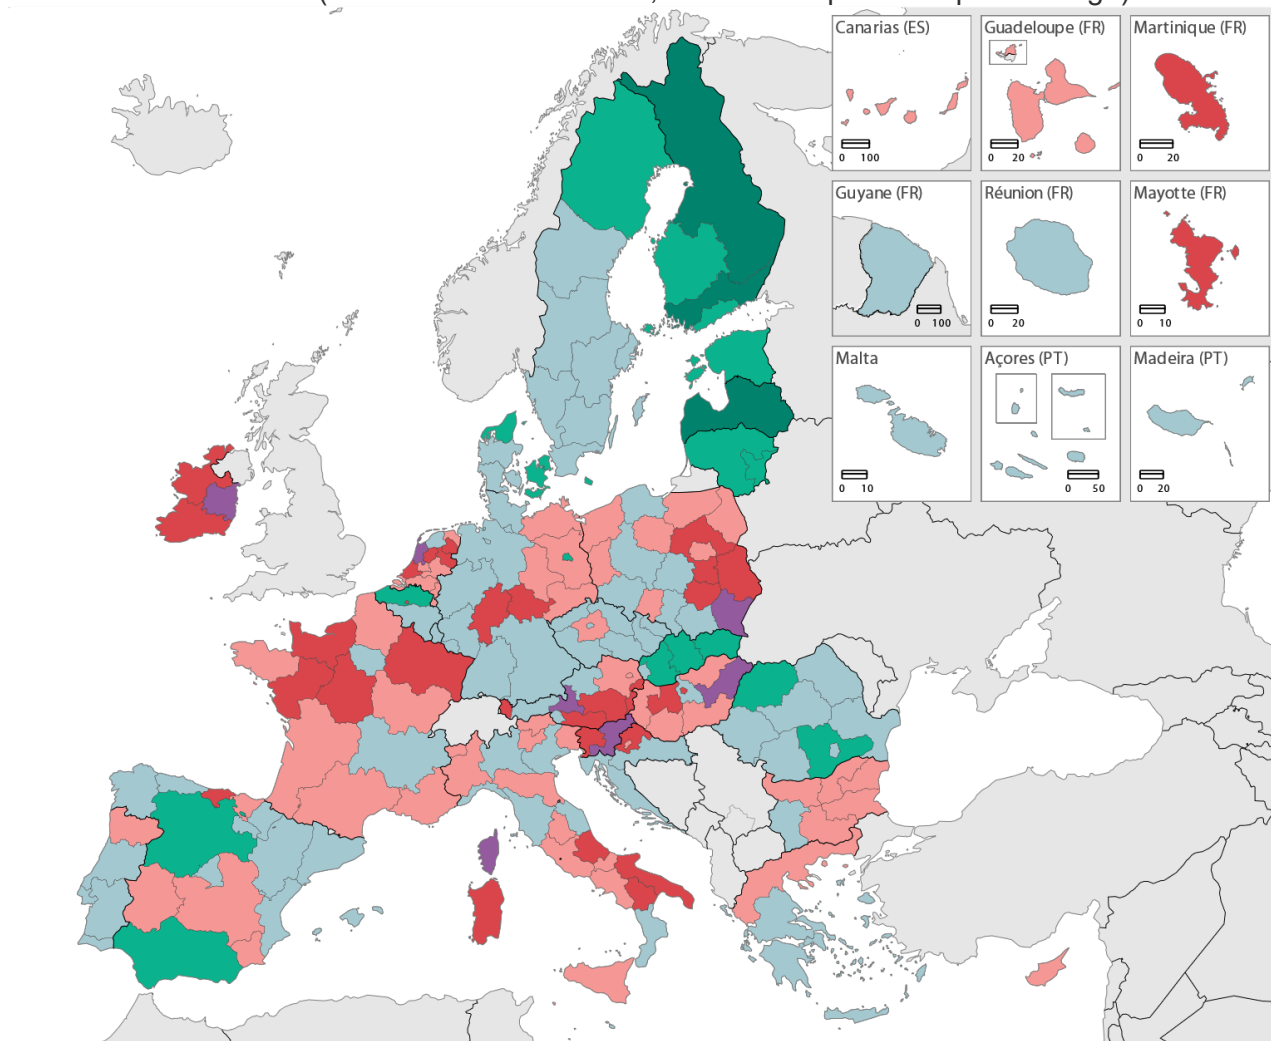 Canarias (ES)
0 100
Guadeloupe (FR)
0 20
Martinique (FR)
0 20
Guyane (FR)
0 100
Réunion (FR)
0 20
Mayotte (FR)
0 10
Malta
0 10
Açores (PT)
0 50
Madeira (PT)
0 20